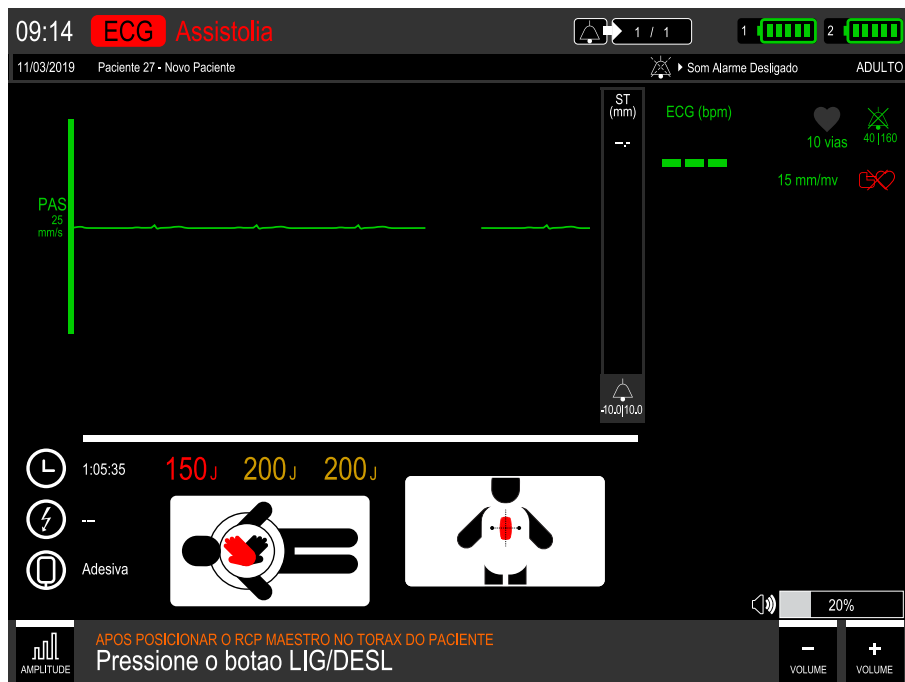 09:14 ECG Assistolia 1 / 1 1 2
11/03/2019 Paciente 27 - Novo Paciente Som Alarme Desligado ADULTO
ST
(mm)
-.-
-10.0|10.0
ECG (bpm)
---
10 vias
40|160
15 mm/mv
PAS
25
mm/s
1:05:35
150J 200J 200J
--
Adesiva
20%
AMPLITUDE
APOS POSICIONAR O RCP MAESTRO NO TORAX DO PACIENTE
Pressione o botao LIG/DESL
-
VOLUME
+
VOLUME